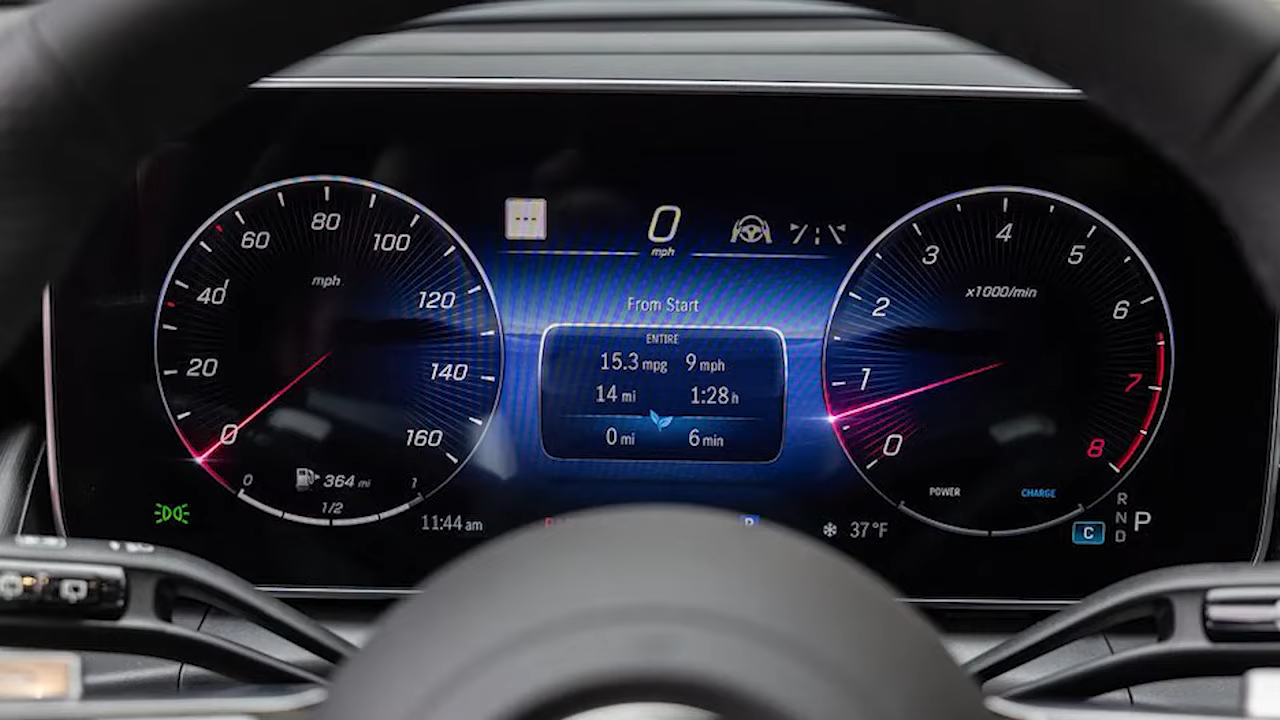 0
20
40
60
80
100
120
140
160
mph
0
1/2
1
364 mi
11:44 am
0
mph
From Start
ENTIRE
15.3 mpg 9 mph
14 mi 1:28 h
0 mi 6 min
37°F
0
1
2
3
4
5
6
7
8
x1000/min
POWER
CHARGE
C
R
N
D
P